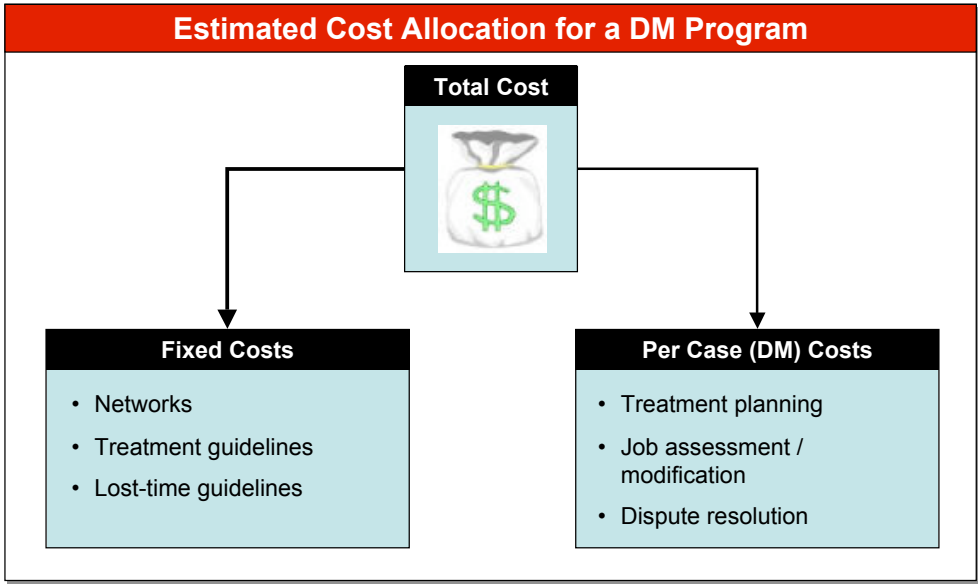 Estimated Cost Allocation for a DM Program
Total Cost
$
Fixed Costs
• Networks
• Treatment guidelines
• Lost-time guidelines
Per Case (DM) Costs
• Treatment planning
• Job assessment /
modification
• Dispute resolution